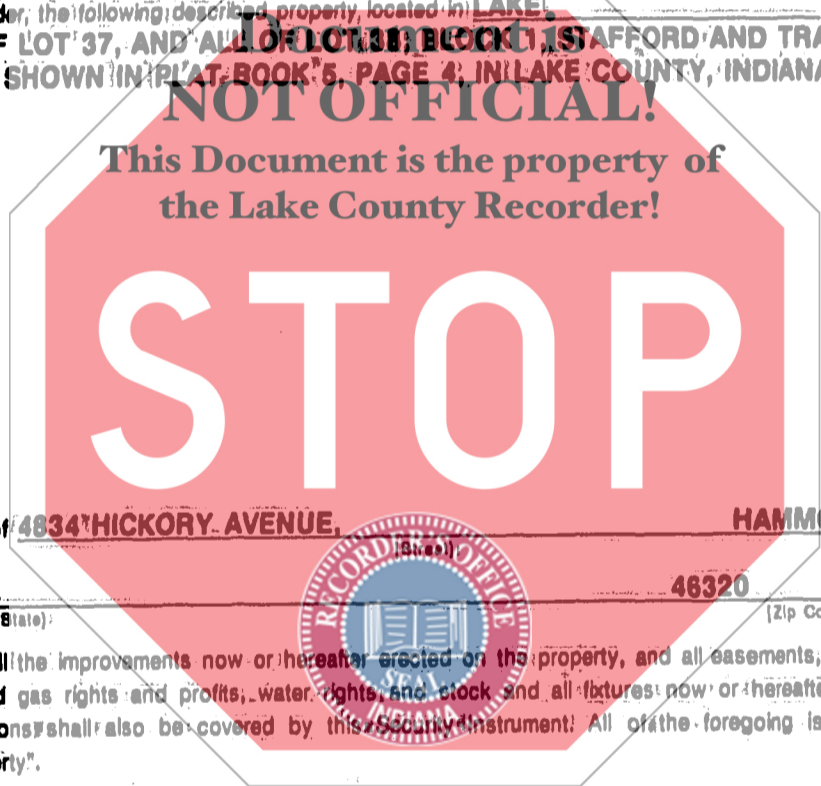 der, the following described property located in LAKE
F LOT 37, AND ALL OF LOT 38, BLOCK 1, STAFFORD AND TRA
SHOWN IN PLAT BOOK 5, PAGE 4, IN LAKE COUNTY, INDIANA
Document is
NOT OFFICIAL!
This Document is the property of
the Lake County Recorder!
STOP
of 4834 HICKORY AVENUE, HAMMO
[Street]
46320
State) [Zip Co
RECORDER'S OFFICE
SEAL
INDIANA
ll the improvements now or hereafter erected on the property, and all easements,
d gas rights and profits, water rights and stock and all fixtures now or hereafte
ons shall also be covered by this Security Instrument. All of the foregoing is
rty".